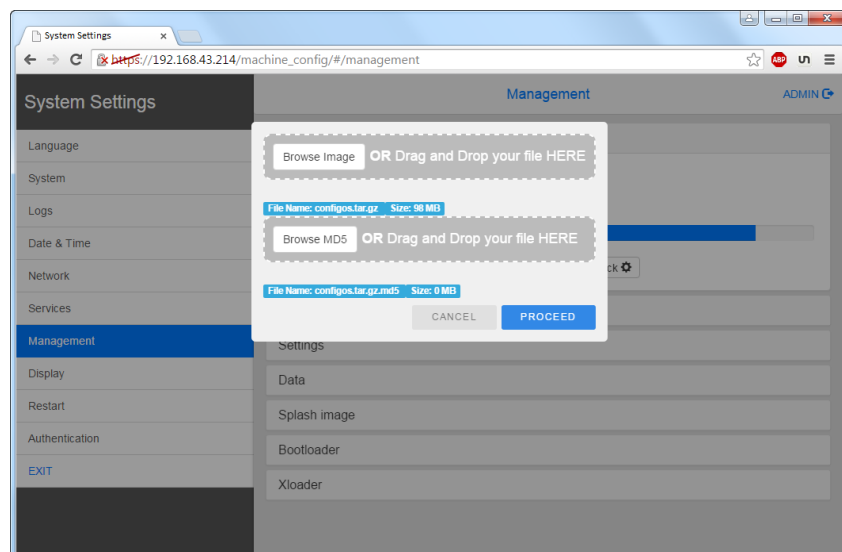 System Settings
https://192.168.43.214/machine_config/#/management
ABP
System Settings
Management
ADMIN
Language
System
Logs
Date & Time
Network
Services
Management
Display
Restart
Authentication
EXIT
Browse Image OR Drag and Drop your file HERE
File Name: configos.tar.gz Size: 98 MB
Browse MD5 OR Drag and Drop your file HERE
File Name: configos.tar.gz.md5 Size: 0 MB
CANCEL PROCEED
ck
Settings
Data
Splash image
Bootloader
Xloader